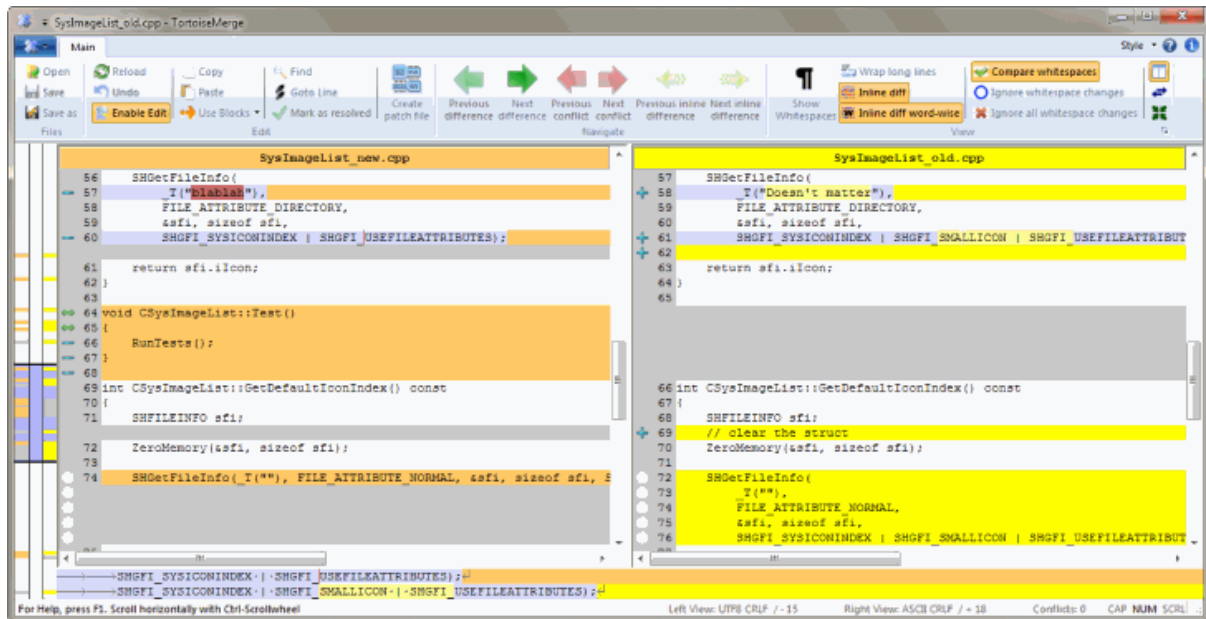 SysImageList_old.cpp - TortoiseMerge
Main
Style
Open
Save
Save as
Files
Reload
Undo
Enable Edit
Copy
Paste
Use Blocks
Find
Goto Line
Mark as resolved
Edit
Create patch file
Previous difference
Next difference
Previous conflict
Next conflict
Previous inline difference
Next inline difference
Navigate
Show Whitespaces
Wrap long lines
Inline diff
Inline diff word-wise
Compare whitespaces
Ignore whitespace changes
Ignore all whitespace changes
View
SysImageList_new.cpp
56 SHGetFileInfo(
57 _T("blablah"),
58 FILE_ATTRIBUTE_DIRECTORY,
59 &sfi, sizeof sfi,
60 SHGFI_SYSICONINDEX | SHGFI_USEFILEATTRIBUTES);
61 return sfi.iIcon;
62 }
63
64 void CSysImageList::Test()
65 {
66 RunTests();
67 }
68
69 int CSysImageList::GetDefaultIconIndex() const
70 {
71 SHFILEINFO sfi;
72 ZeroMemory(&sfi, sizeof sfi);
73
74 SHGetFileInfo(_T(""), FILE_ATTRIBUTE_NORMAL, &sfi, sizeof sfi, S
SysImageList_old.cpp
57 SHGetFileInfo(
58 _T("Doesn't matter"),
59 FILE_ATTRIBUTE_DIRECTORY,
60 &sfi, sizeof sfi,
61 SHGFI_SYSICONINDEX | SHGFI_SMALLICON | SHGFI_USEFILEATTRIBUT
62
63 return sfi.iIcon;
64 }
65
66 int CSysImageList::GetDefaultIconIndex() const
67 {
68 SHFILEINFO sfi;
69 // clear the struct
70 ZeroMemory(&sfi, sizeof sfi);
71
72 SHGetFileInfo(
73 _T(""),
74 FILE_ATTRIBUTE_NORMAL,
75 &sfi, sizeof sfi,
76 SHGFI_SYSICONINDEX | SHGFI_SMALLICON | SHGFI_USEFILEATTRIBUT
SHGFI_SYSICONINDEX·|·SHGFI_USEFILEATTRIBUTES);
SHGFI_SYSICONINDEX·|·SHGFI_SMALLICON·|·SHGFI_USEFILEATTRIBUTES);
For Help, press F1. Scroll horizontally with Ctrl-Scrollwheel
Left View: UTF8 CRLF / - 15
Right View: ASCII CRLF / + 18
Conflicts: 0
CAP NUM SCRL